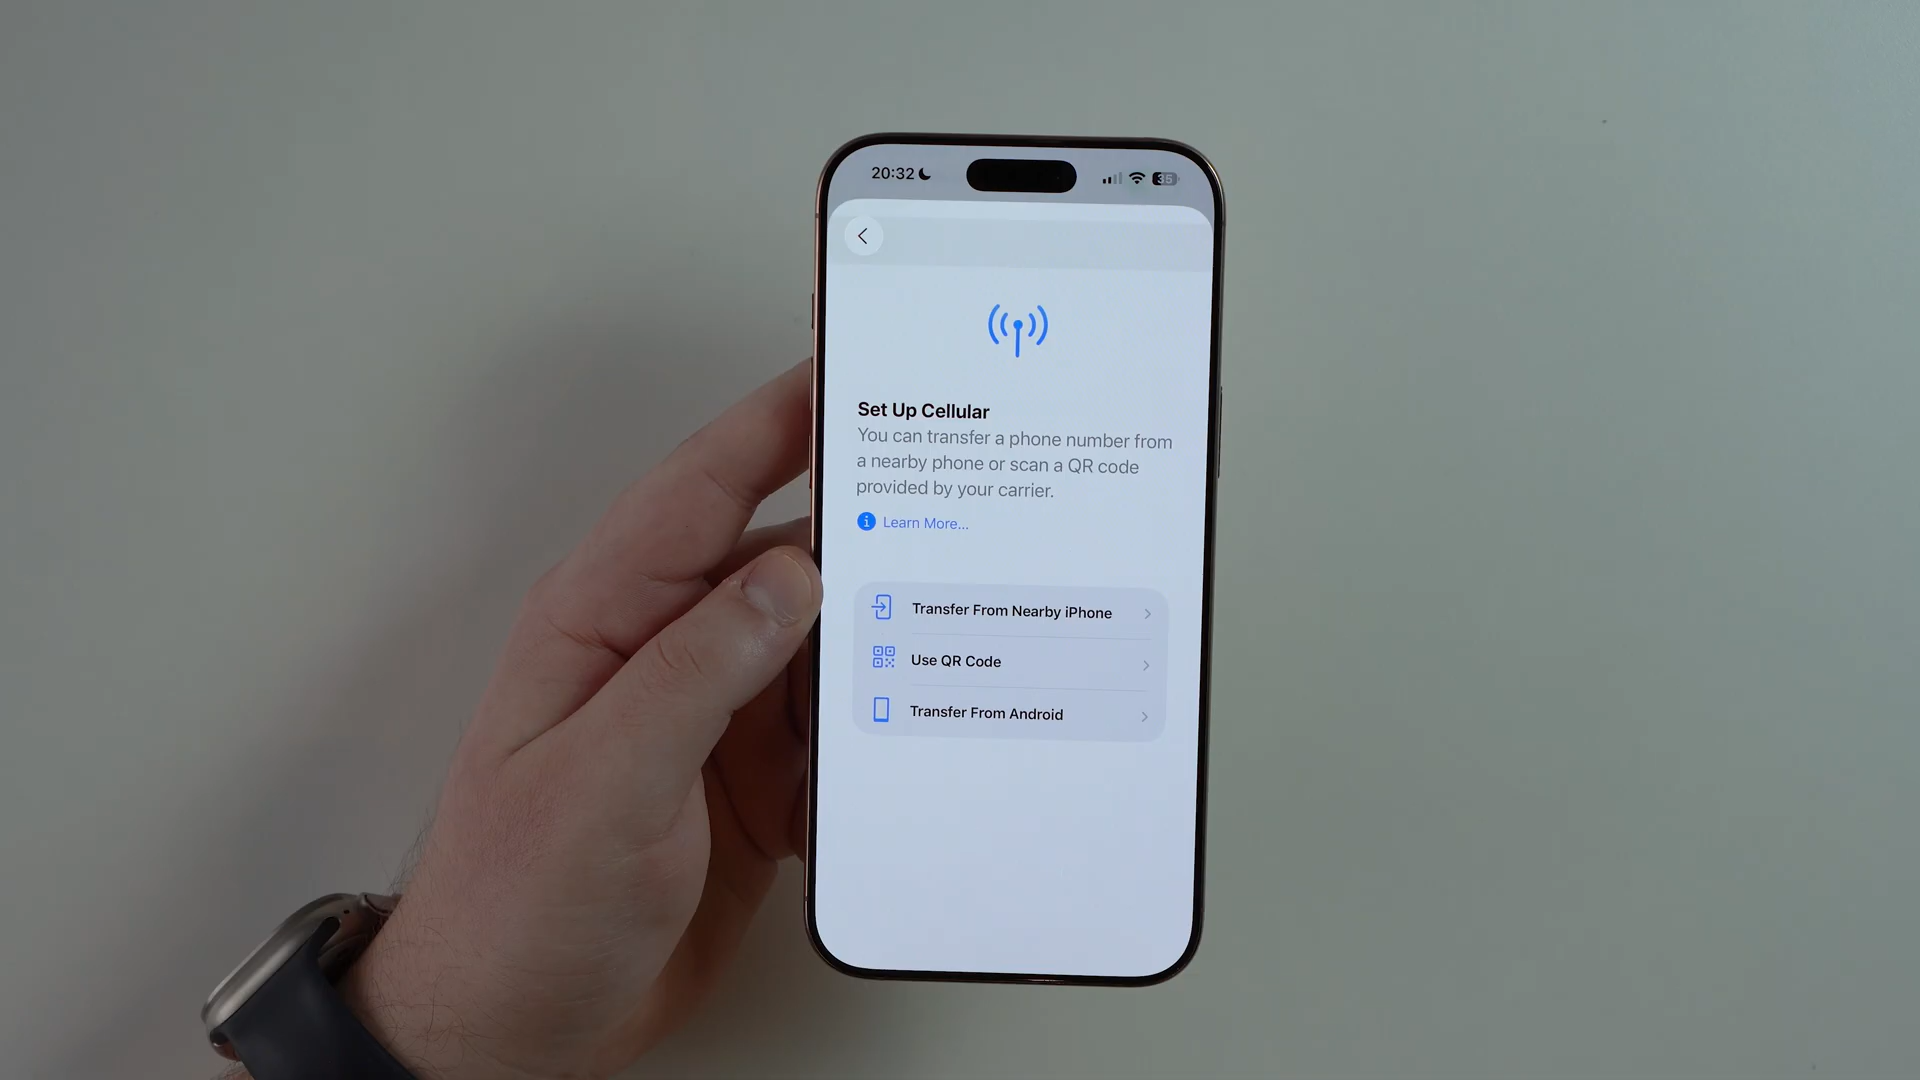 20:32
35
Set Up Cellular
You can transfer a phone number from
a nearby phone or scan a QR code
provided by your carrier.
Learn More...
Transfer From Nearby iPhone
Use QR Code
Transfer From Android